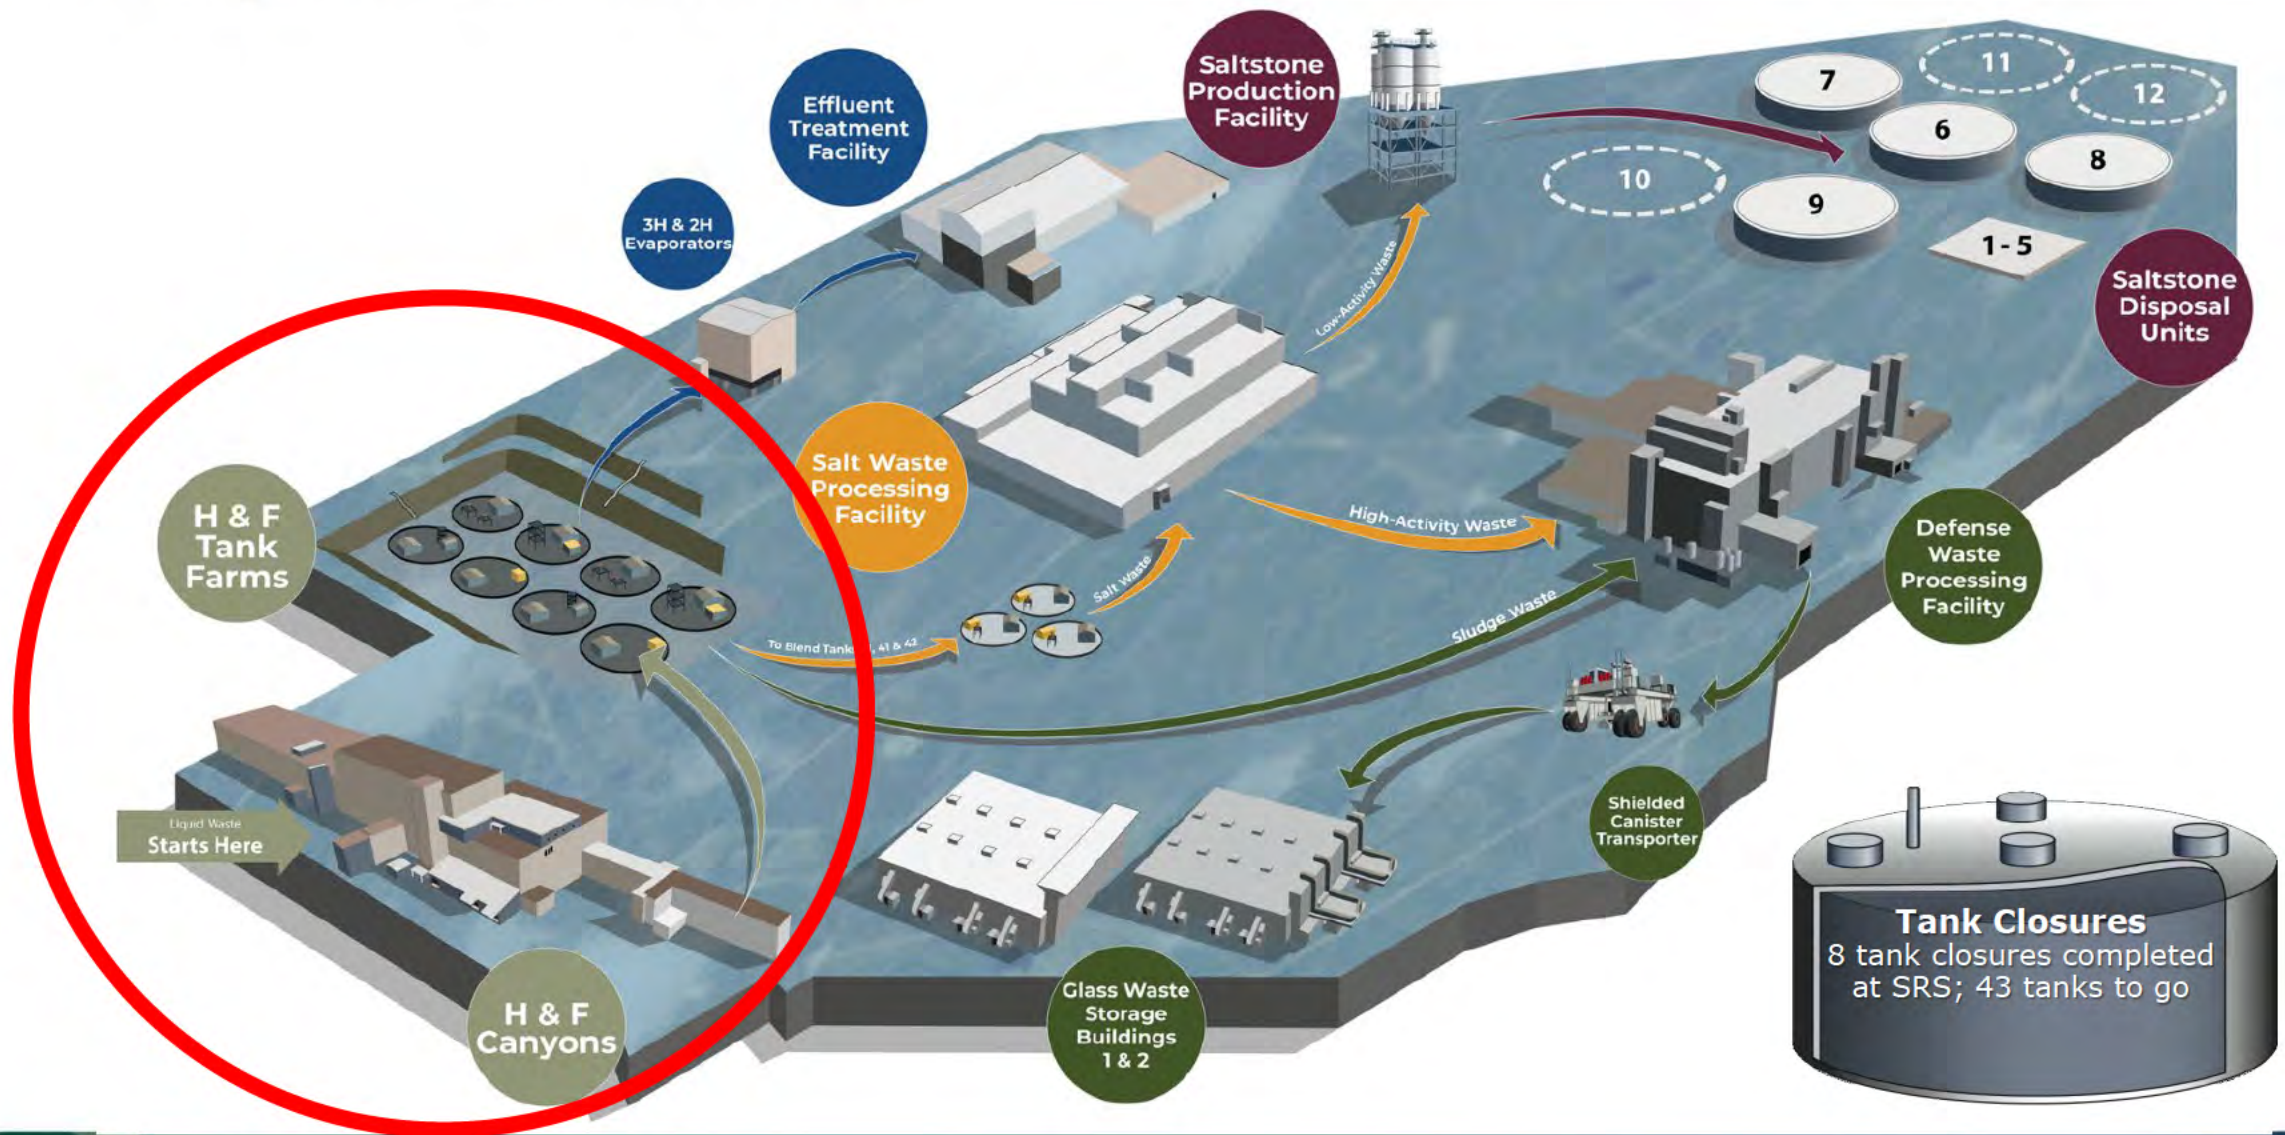 Saltstone
Production
Facility
Effluent
Treatment
Facility
3H & 2H
Evaporators
7
11
12
6
8
10
9
1 - 5
Saltstone
Disposal
Units
Low-Activity Waste
H & F
Tank
Farms
Salt Waste
Processing
Facility
High-Activity Waste
Salt Waste
Sludge Waste
To Blend Tank , 41 & 42
Defense
Waste
Processing
Facility
Liquid Waste
Starts Here
Shielded
Canister
Transporter
H & F
Canyons
Glass Waste
Storage
Buildings
1 & 2
Tank Closures
8 tank closures completed
at SRS; 43 tanks to go